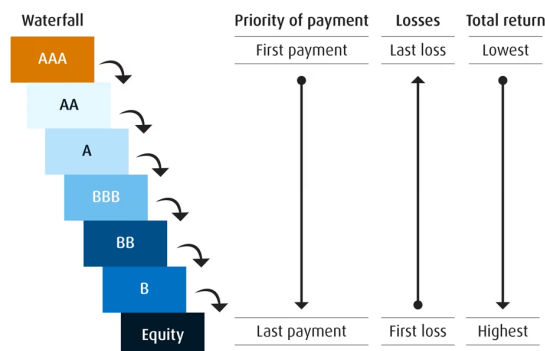 Waterfall
Priority of payment
Losses
Total return
First payment
Last loss
Lowest
AAA
AA
A
BBB
BB
B
Equity
Last payment
First loss
Highest